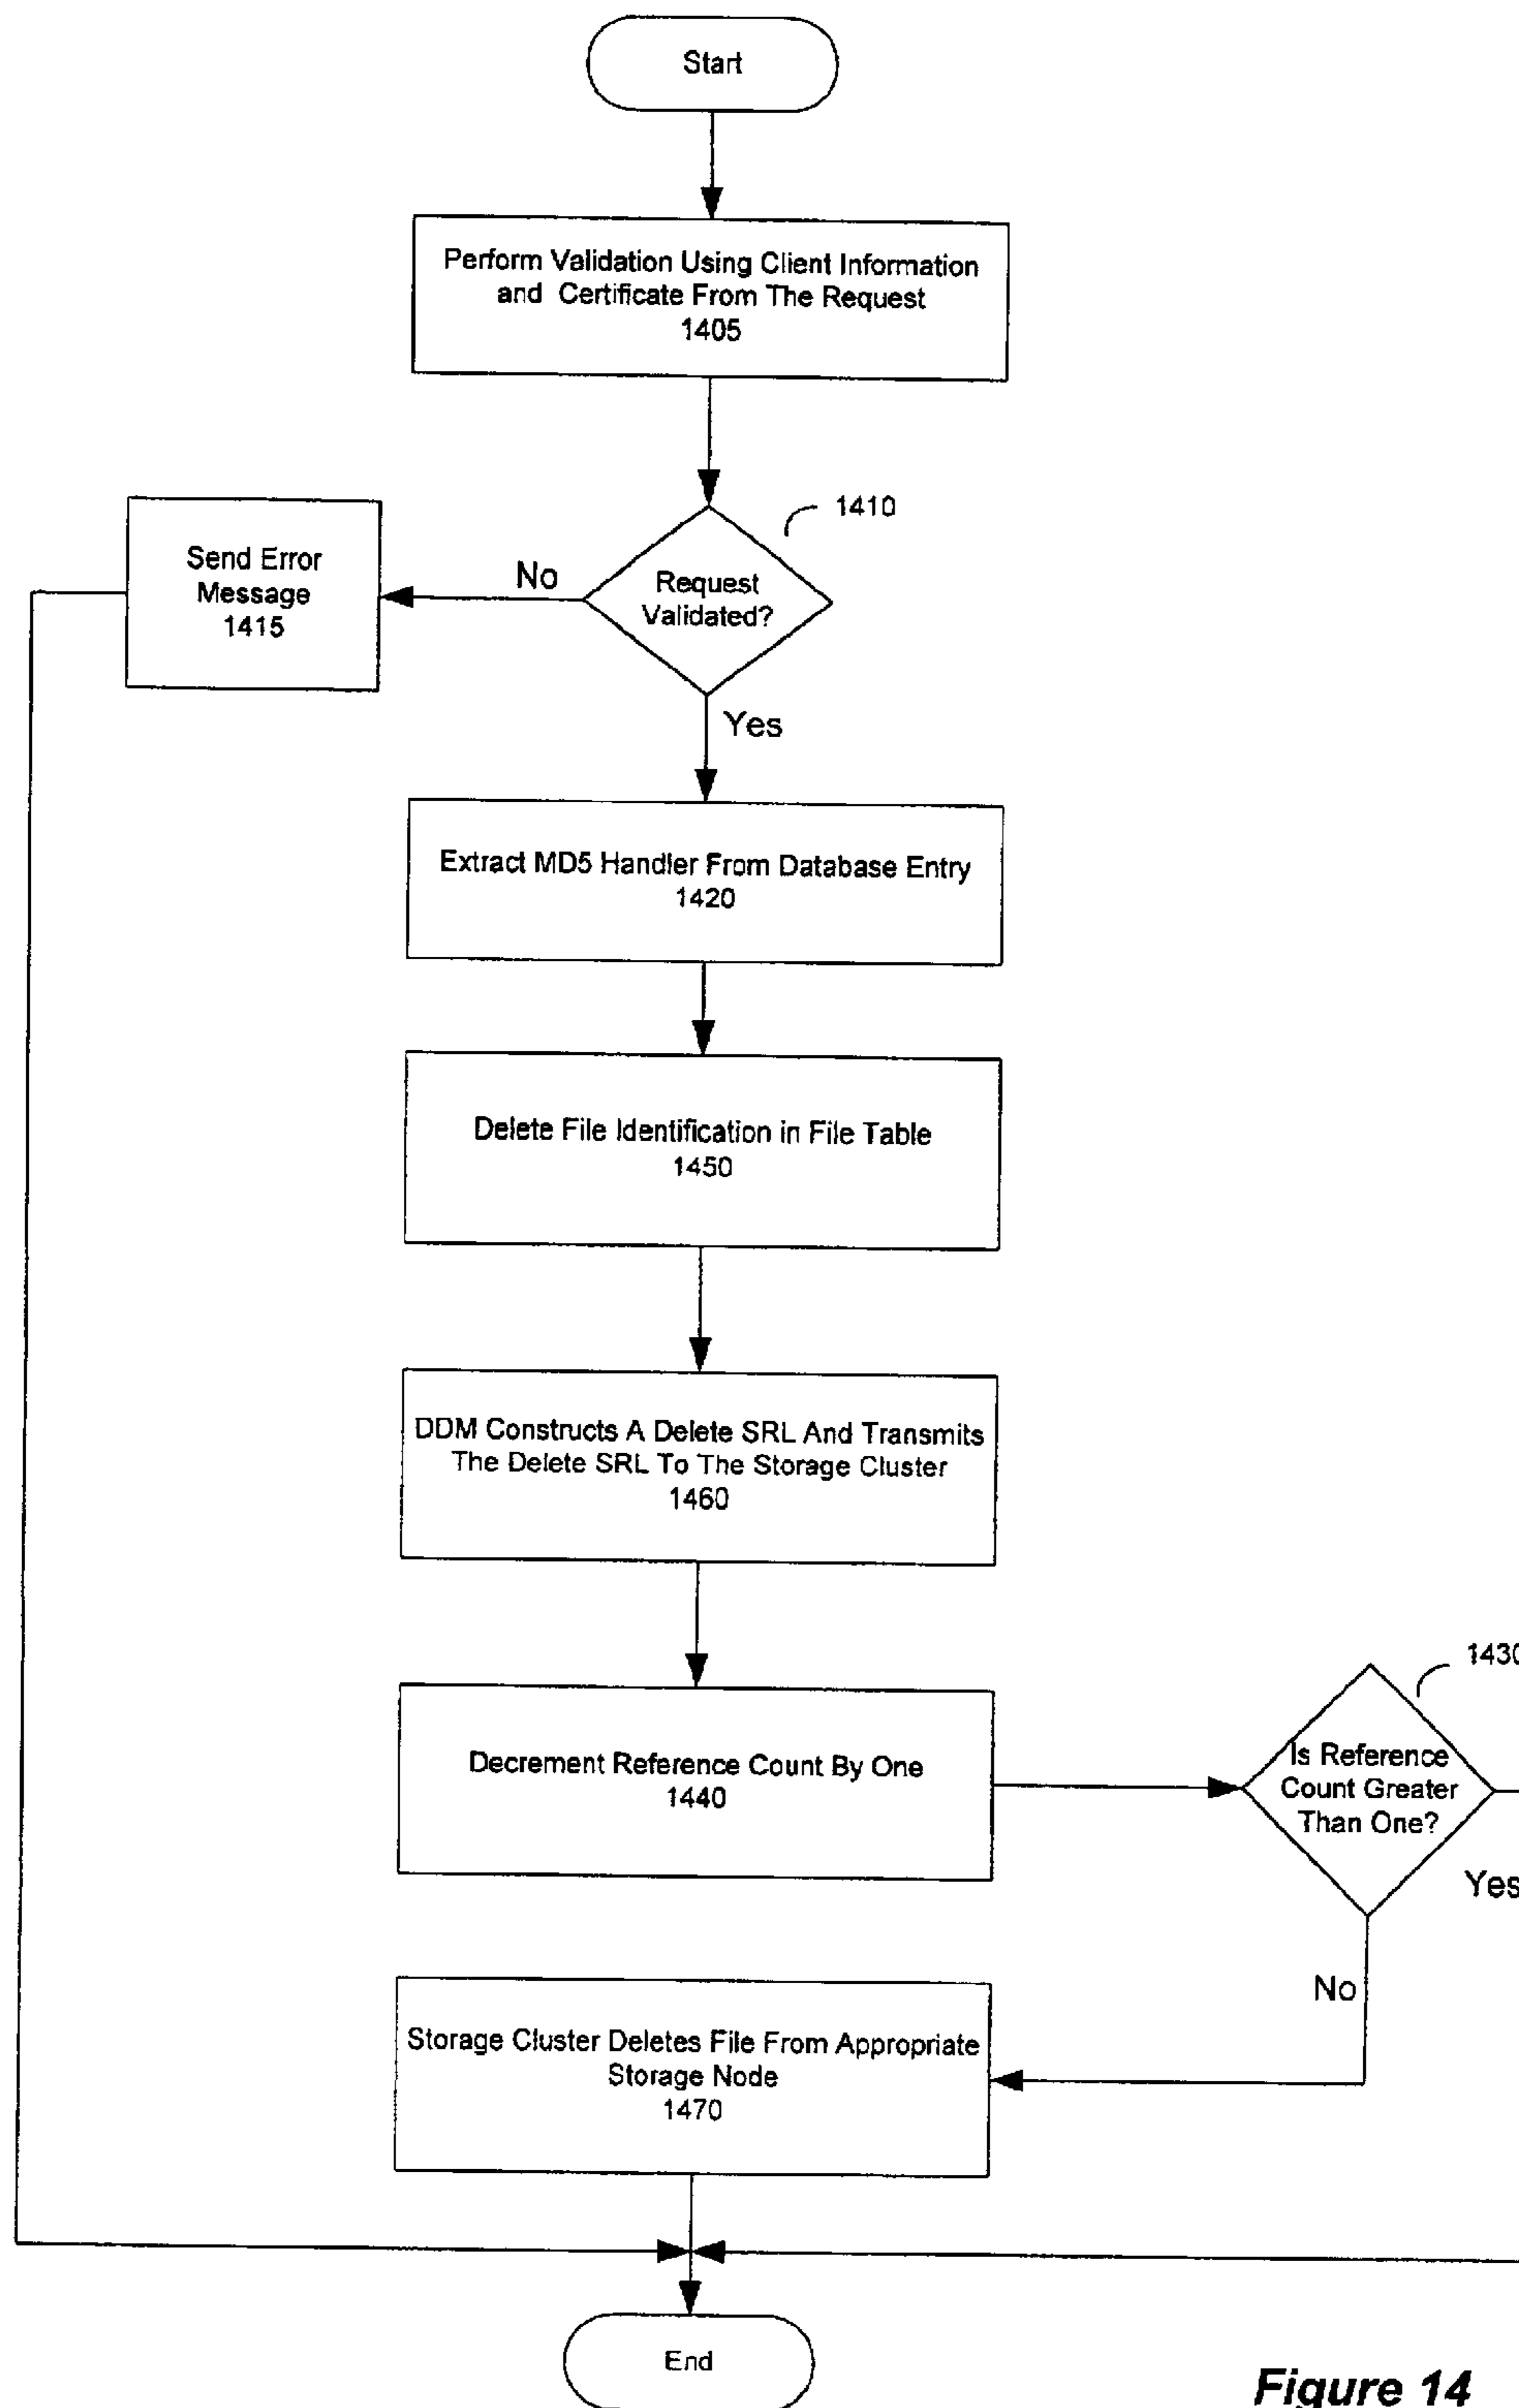 Start
Perform Validation Using Client Information
and Certificate From The Request
1405
1410
Send Error
Message
1415
No
Request
Validated?
Yes
Extract MD5 Handler From Database Entry
1420
Delete File Identification in File Table
1450
DDM Constructs A Delete SRL And Transmits
The Delete SRL To The Storage Cluster
1460
1430
Decrement Reference Count By One
1440
Is Reference
Count Greater
Than One?
Yes
No
Storage Cluster Deletes File From Appropriate
Storage Node
1470
End
Figure 14